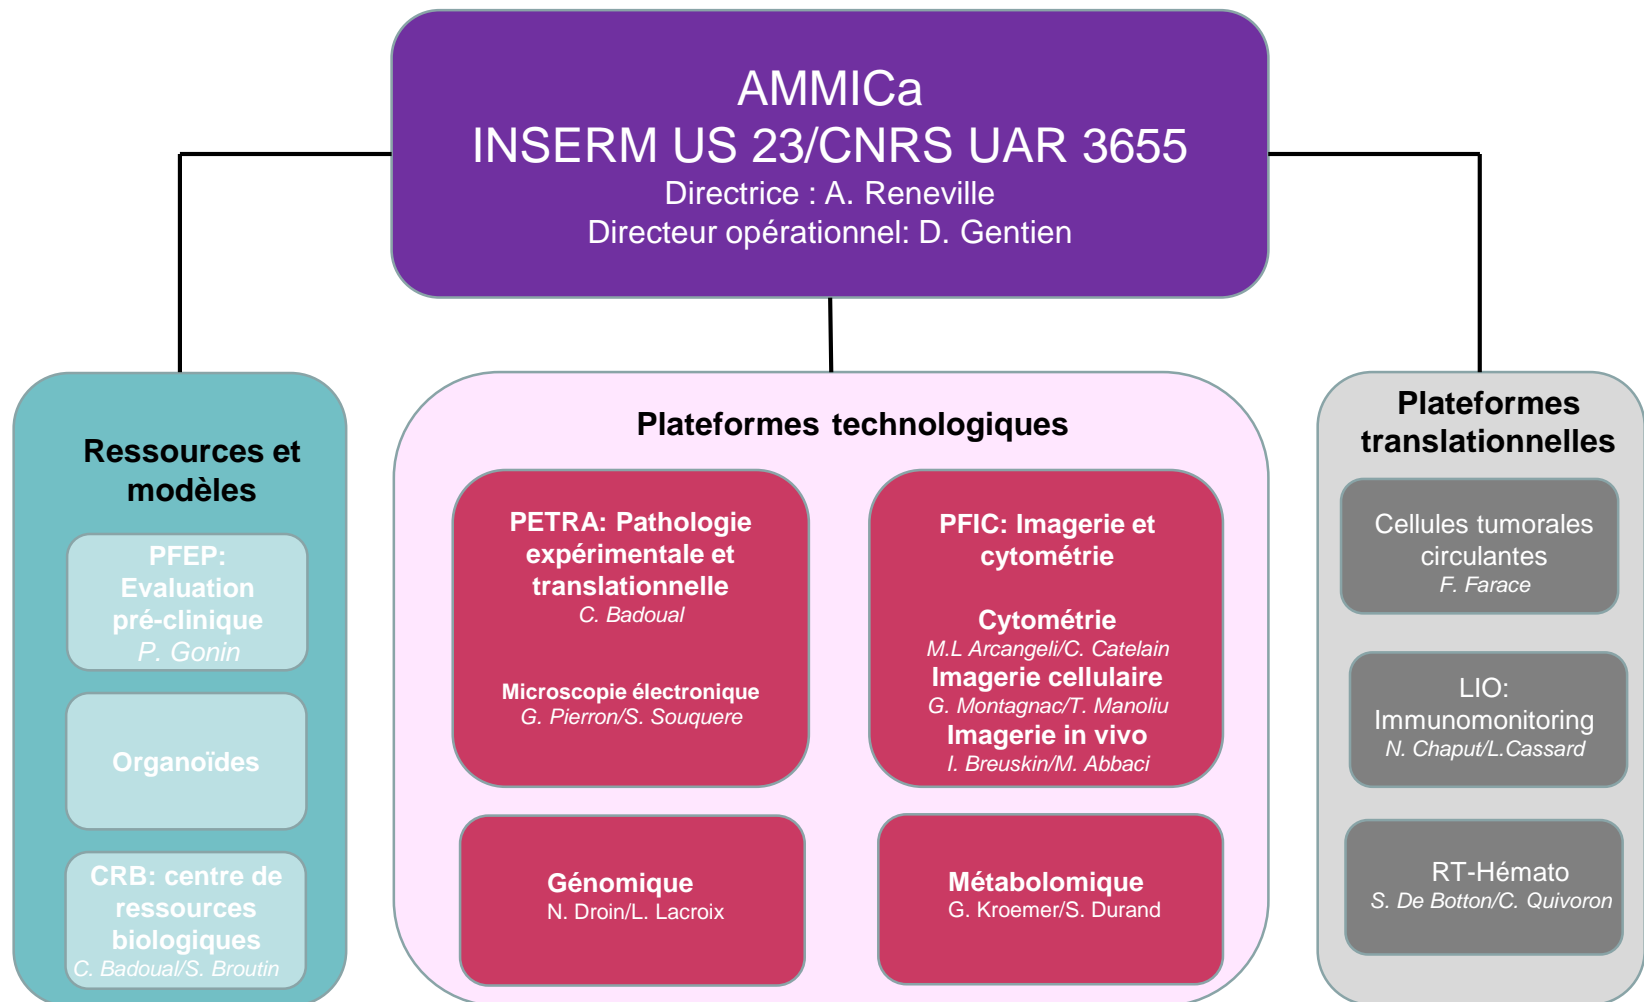 AMMICa
INSERM US 23/CNRS UAR 3655
Directrice : A. Reneville
Directeur opérationnel: D. Gentien
Ressources et
modèles
PFEP:
Evaluation
pré-clinique
P. Gonin
Organoïdes
CRB: centre de
ressources
biologiques
C. Badoual/S. Broutin
Plateformes technologiques
PETRA: Pathologie
expérimentale et
translationnelle
C. Badoual
Microscopie électronique
G. Pierron/S. Souquere
PFIC: Imagerie et
cytométrie
Cytométrie
M.L Arcangeli/C. Catelain
Imagerie cellulaire
G. Montagnac/T. Manoliu
Imagerie in vivo
I. Breuskin/M. Abbaci
Génomique
N. Droin/L. Lacroix
Métabolomique
G. Kroemer/S. Durand
Plateformes
translationnelles
Cellules tumorales
circulantes
F. Farace
LIO:
Immunomonitoring
N. Chaput/L.Cassard
RT-Hémato
S. De Botton/C. Quivoron